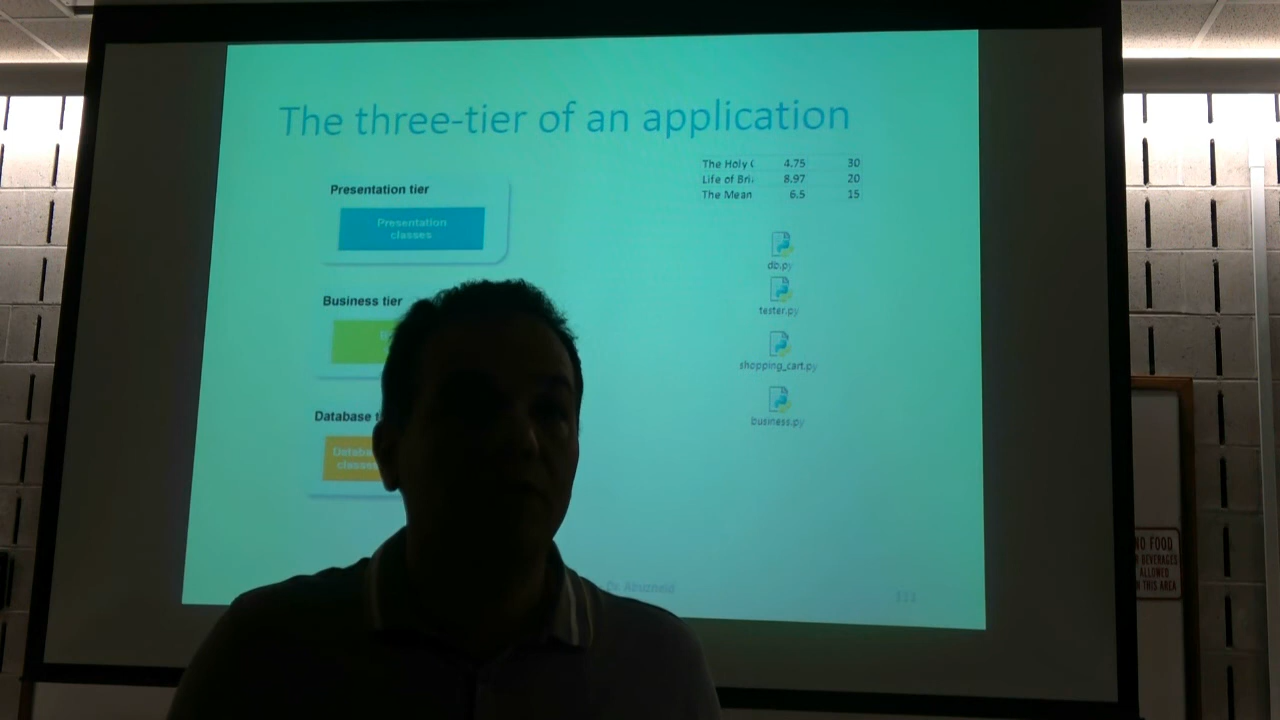 The three-tier of an application
Presentation tier
Presentation
classes
Business tier
Database
classes
The Holy 4.75 30
Life of Bri 8.97 20
The Mean 6.5 15
db.py
tester.py
shopping_cart.py
business.py
NO FOOD
BEVERAGES
ALLOWED
THIS AREA